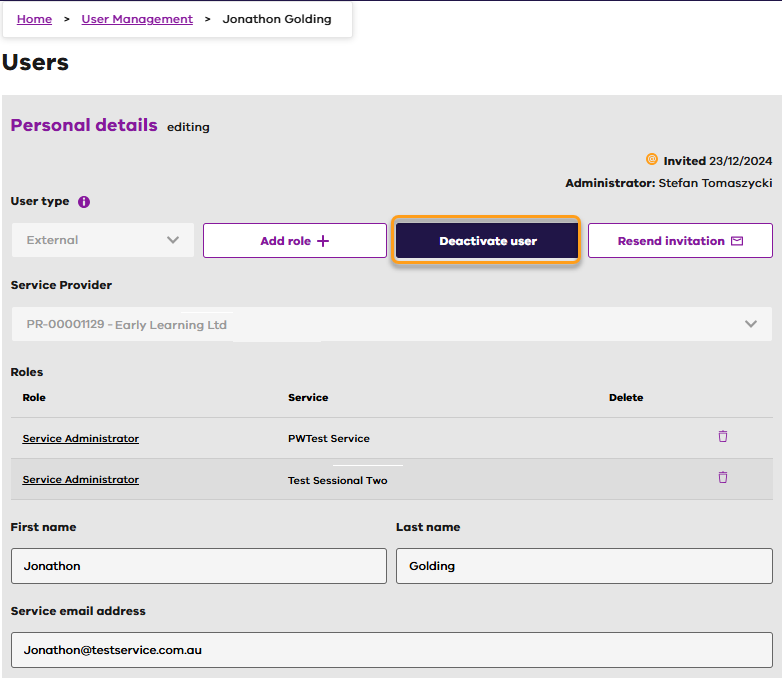 Home > User Management > Jonathon Golding
Users
Personal details editing
Invited 23/12/2024
Administrator: Stefan Tomaszycki
User type
External Add role Deactivate user Resend invitation
Service Provider
PR-00001129 - Early Learning Ltd
Roles
Role Service Delete
Service Administrator PWTest Service
Service Administrator Test Sessional Two
First name Last name
Jonathon Golding
Service email address
Jonathon@testservice.com.au